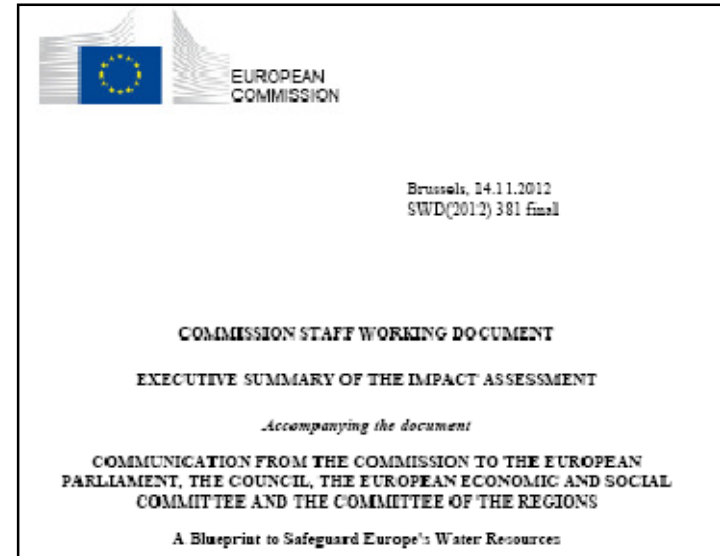 EUROPEAN
COMMISSION
Brussels, 14.11.2012
SWD(2012) 381 final
COMMISSION STAFF WORKING DOCUMENT
EXECUTIVE SUMMARY OF THE IMPACT ASSESSMENT
Accompanying the document
COMMUNICATION FROM THE COMMISSION TO THE EUROPEAN
PARLIAMENT, THE COUNCIL, THE EUROPEAN ECONOMIC AND SOCIAL
COMMITTEE AND THE COMMITTEE OF THE REGIONS
A Blueprint to Safeguard Europe's Water Resources